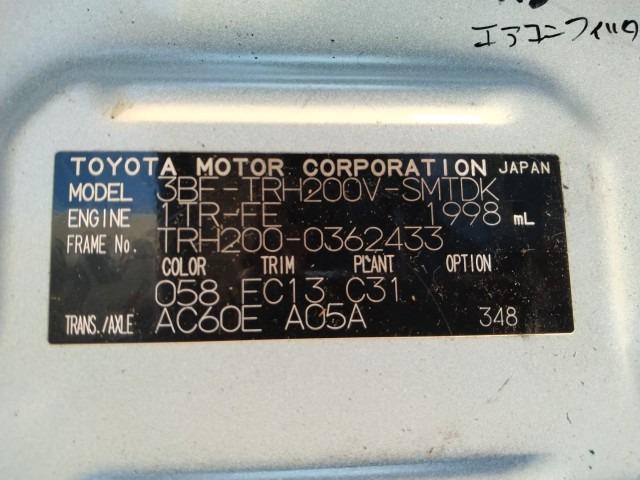 エアコンフィルタ
TOYOTA MOTOR CORPORATION JAPAN
MODEL 3BF-TRH200V-SMTDK
ENGINE 1TR-FE 1998 mL
FRAME No. TRH200-0362433
COLOR TRIM PLANT OPTION
058 FC13 C31
TRANS./AXLE AC60E A05A 348